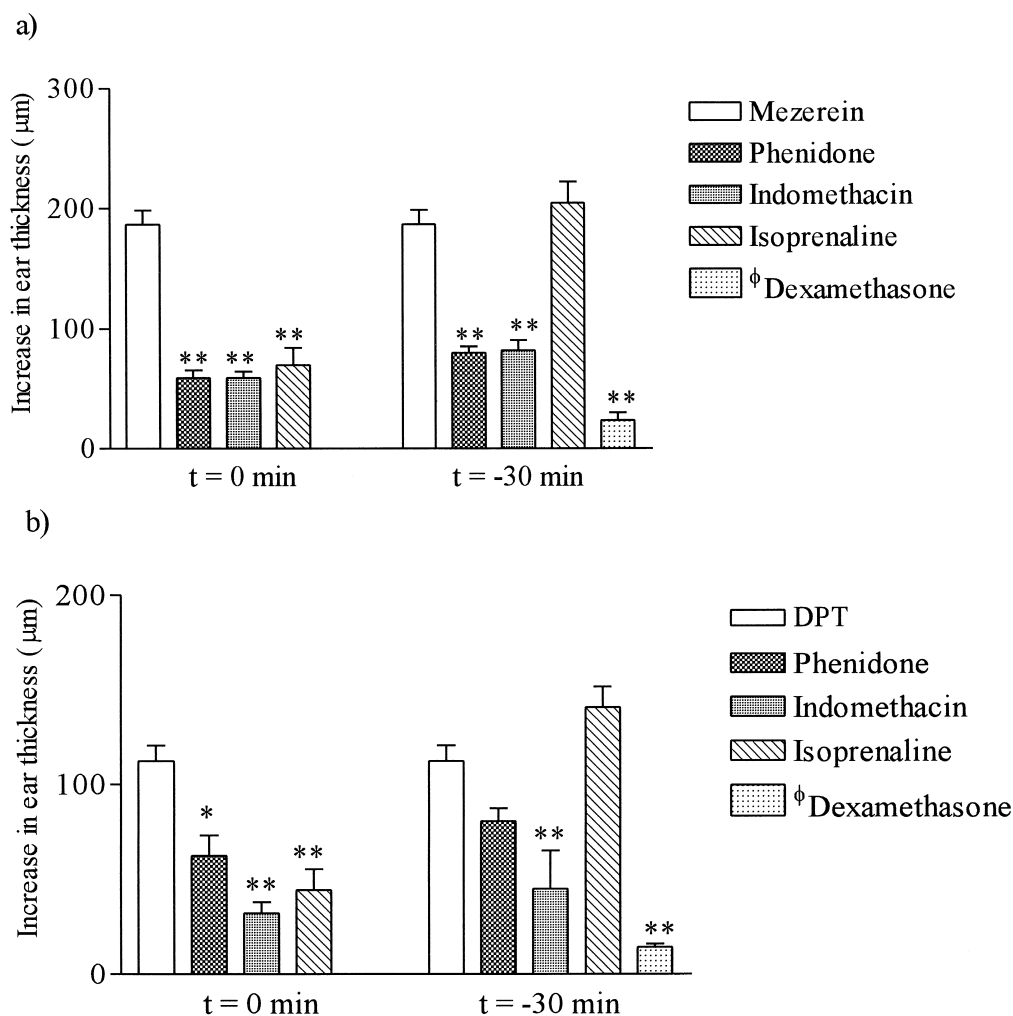 a)
Increase in ear thickness (μm)
300
200
100
0
** ** **
** ** **
t = 0 min
t = -30 min
Mezerein
Phenidone
Indomethacin
Isoprenaline
ϕDexamethasone
b)
Increase in ear thickness (μm)
200
100
0
* ** **
** **
t = 0 min
t = -30 min
DPT
Phenidone
Indomethacin
Isoprenaline
ϕDexamethasone